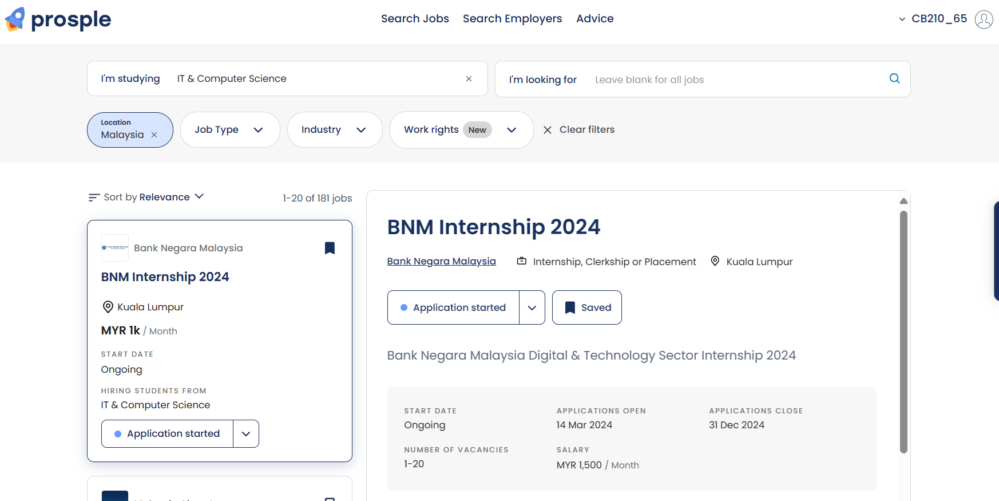 prosple
Search Jobs Search Employers Advice
CB210_65
I'm studying IT & Computer Science
I'm looking for Leave blank for all jobs
Location
Malaysia
Job Type
Industry
Work rights New
Clear filters
Sort by Relevance
1-20 of 181 jobs
Bank Negara Malaysia
BNM Internship 2024
Kuala Lumpur
MYR 1k / Month
START DATE
Ongoing
HIRING STUDENTS FROM
IT & Computer Science
Application started
BNM Internship 2024
Bank Negara Malaysia Internship, Clerkship or Placement Kuala Lumpur
Application started
Saved
Bank Negara Malaysia Digital & Technology Sector Internship 2024
START DATE
Ongoing
APPLICATIONS OPEN
14 Mar 2024
APPLICATIONS CLOSE
31 Dec 2024
NUMBER OF VACANCIES
1-20
SALARY
MYR 1,500 / Month